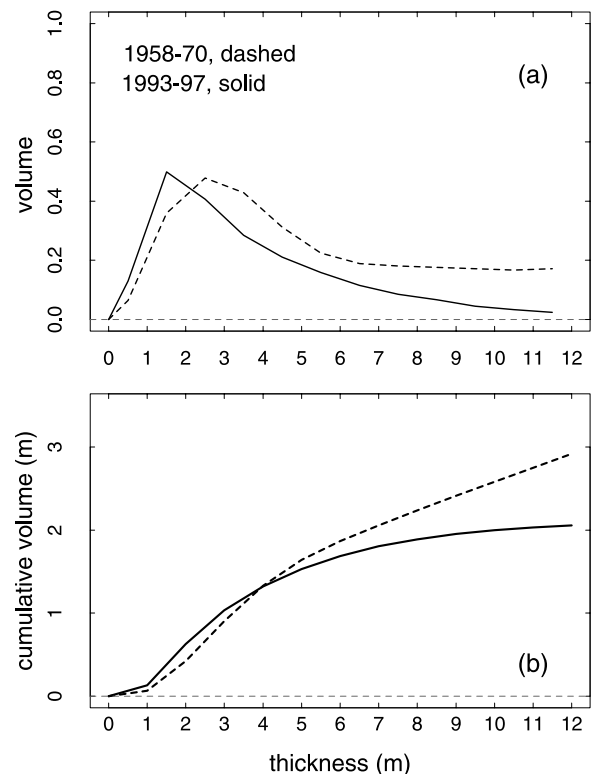 1958-70, dashed
1993-97, solid
(a)
volume
0.0 0.2 0.4 0.6 0.8 1.0
0 1 2 3 4 5 6 7 8 9 10 11 12
(b)
cumulative volume (m)
0 1 2 3
0 1 2 3 4 5 6 7 8 9 10 11 12
thickness (m)